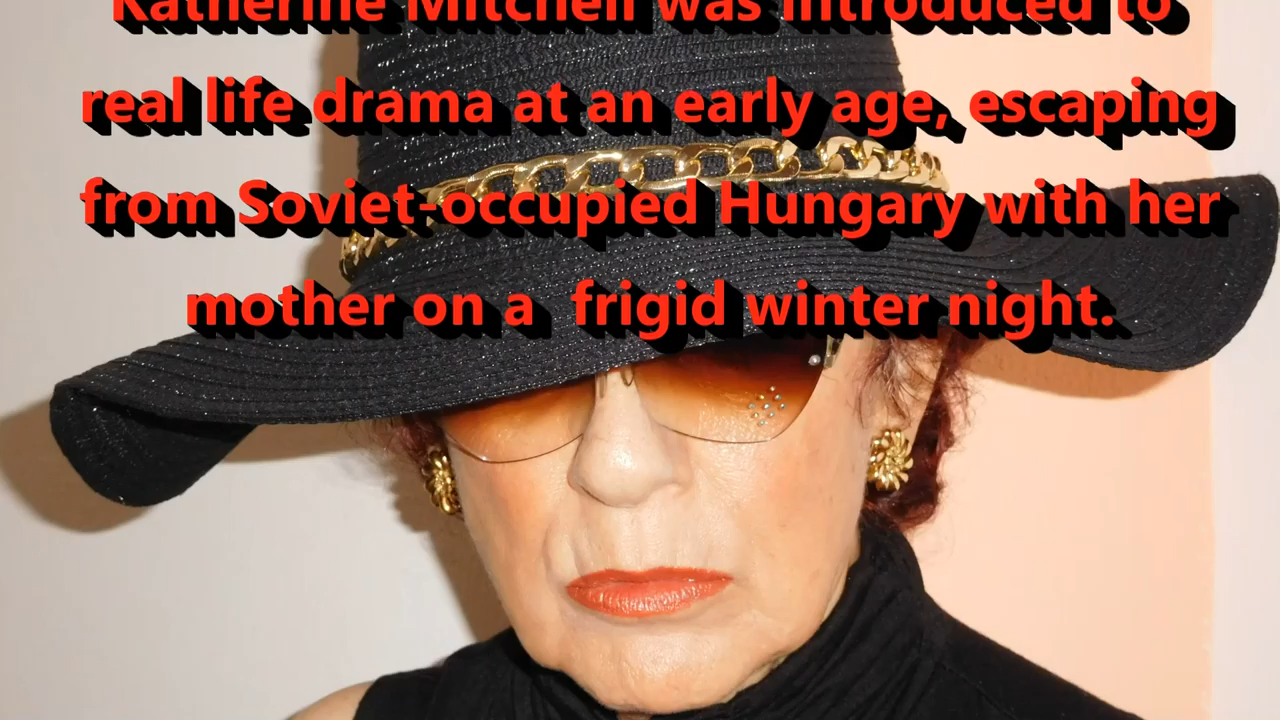 Katherine Mitchell was introduced to
real life drama at an early age, escaping
from Soviet-occupied Hungary with her
mother on a  frigid winter night.